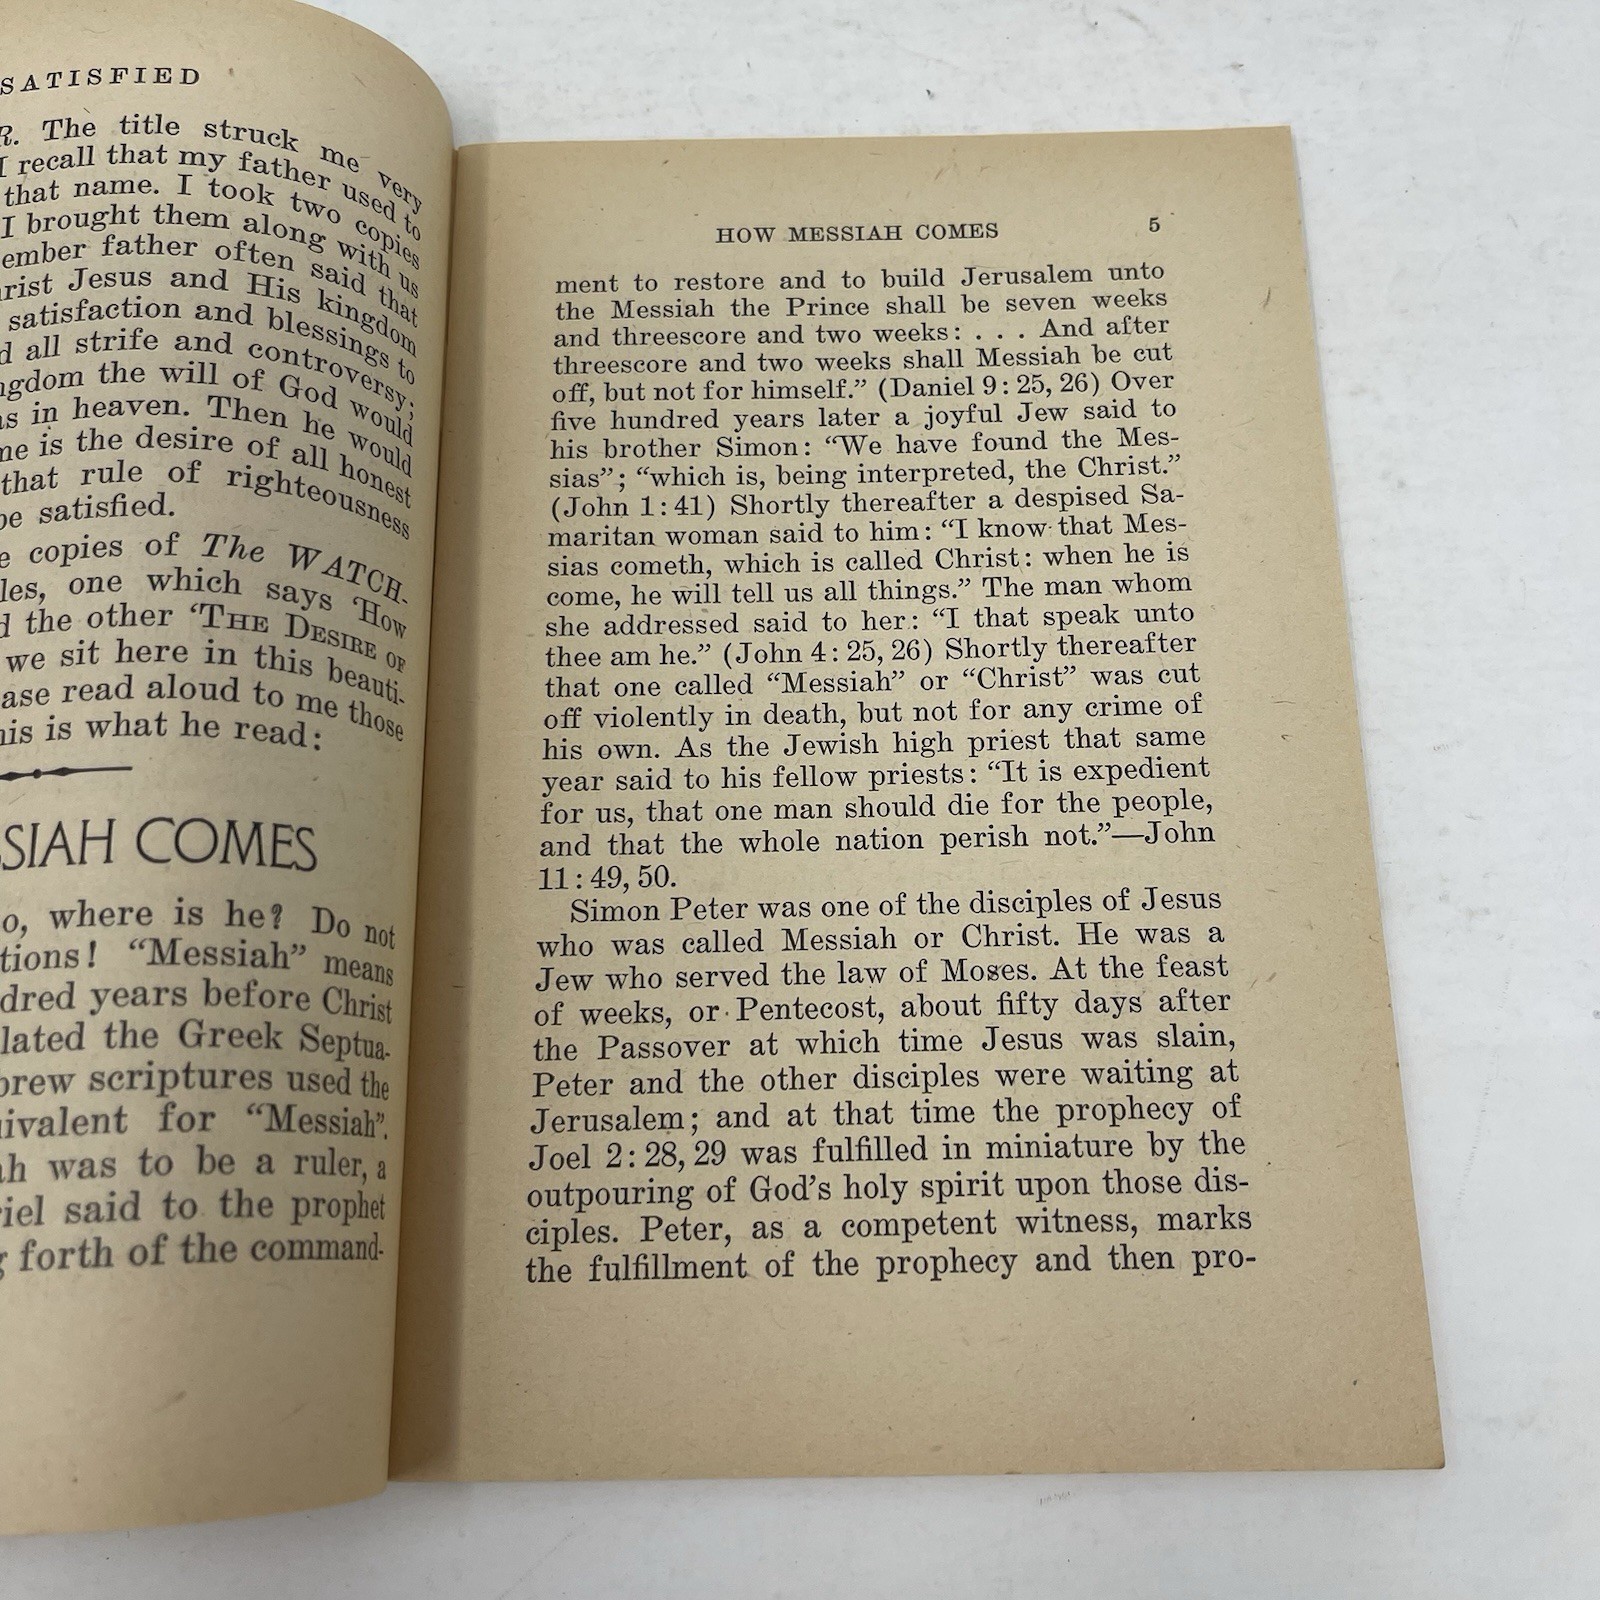 SATISFIED
R. The title struck me very
I recall that my father used to
that name. I took two copies
I brought them along with us
ember father often said that
rist Jesus and His kingdom
satisfaction and blessings to
d all strife and controversy;
ngdom the will of God would
as in heaven. Then he would
me is the desire of all honest
that rule of righteousness
be satisfied.
e copies of The WATCH-
les, one which says 'How
d the other 'THE DESIRE OF
we sit here in this beauti-
ase read aloud to me those
his is what he read:
SSIAH COMES
o, where is he? Do not
tions! "Messiah" means
dred years before Christ
lated the Greek Septua-
brew scriptures used the
uivalent for "Messiah".
ah was to be a ruler, a
riel said to the prophet
g forth of the command-
HOW MESSIAH COMES 5
ment to restore and to build Jerusalem unto
the Messiah the Prince shall be seven weeks
and threescore and two weeks: . . . And after
threescore and two weeks shall Messiah be cut
off, but not for himself." (Daniel 9: 25, 26) Over
five hundred years later a joyful Jew said to
his brother Simon: "We have found the Mes-
sias"; "which is, being interpreted, the Christ."
(John 1: 41) Shortly thereafter a despised Sa-
maritan woman said to him: "I know that Mes-
sias cometh, which is called Christ: when he is
come, he will tell us all things." The man whom
she addressed said to her: "I that speak unto
thee am he." (John 4: 25, 26) Shortly thereafter
that one called "Messiah" or "Christ" was cut
off violently in death, but not for any crime of
his own. As the Jewish high priest that same
year said to his fellow priests: "It is expedient
for us, that one man should die for the people,
and that the whole nation perish not."—John
11: 49, 50.
Simon Peter was one of the disciples of Jesus
who was called Messiah or Christ. He was a
Jew who served the law of Moses. At the feast
of weeks, or Pentecost, about fifty days after
the Passover at which time Jesus was slain,
Peter and the other disciples were waiting at
Jerusalem; and at that time the prophecy of
Joel 2: 28, 29 was fulfilled in miniature by the
outpouring of God's holy spirit upon those dis-
ciples. Peter, as a competent witness, marks
the fulfillment of the prophecy and then pro-